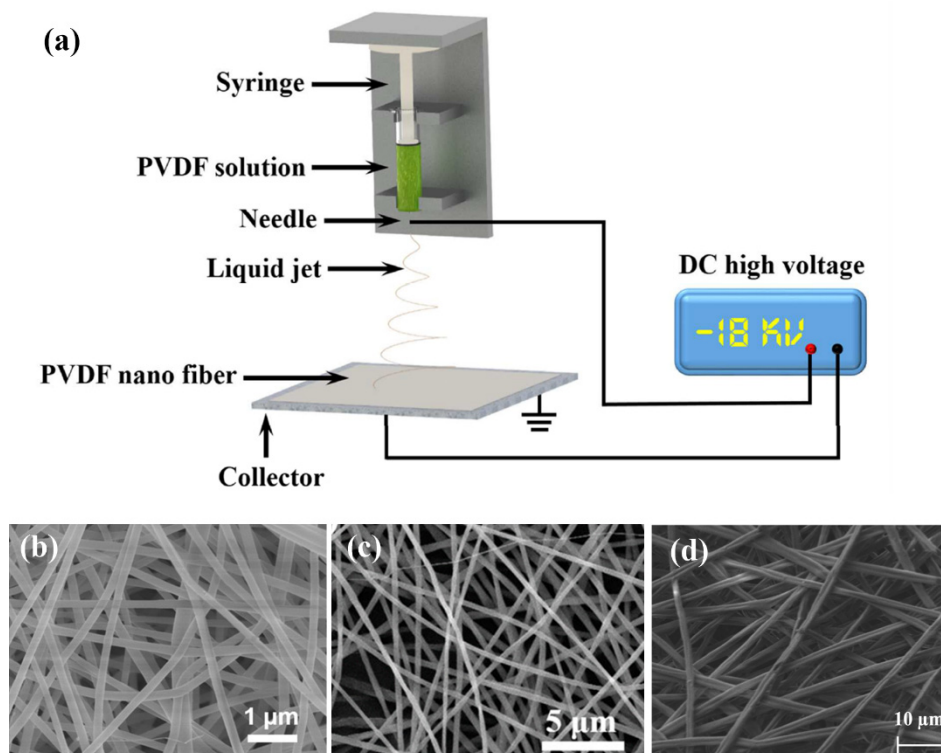 (a)
Syringe
PVDF solution
Needle
Liquid jet
DC high voltage
-18 KV
PVDF nano fiber
Collector
(b)
1 µm
(c)
5 µm
(d)
10 µm